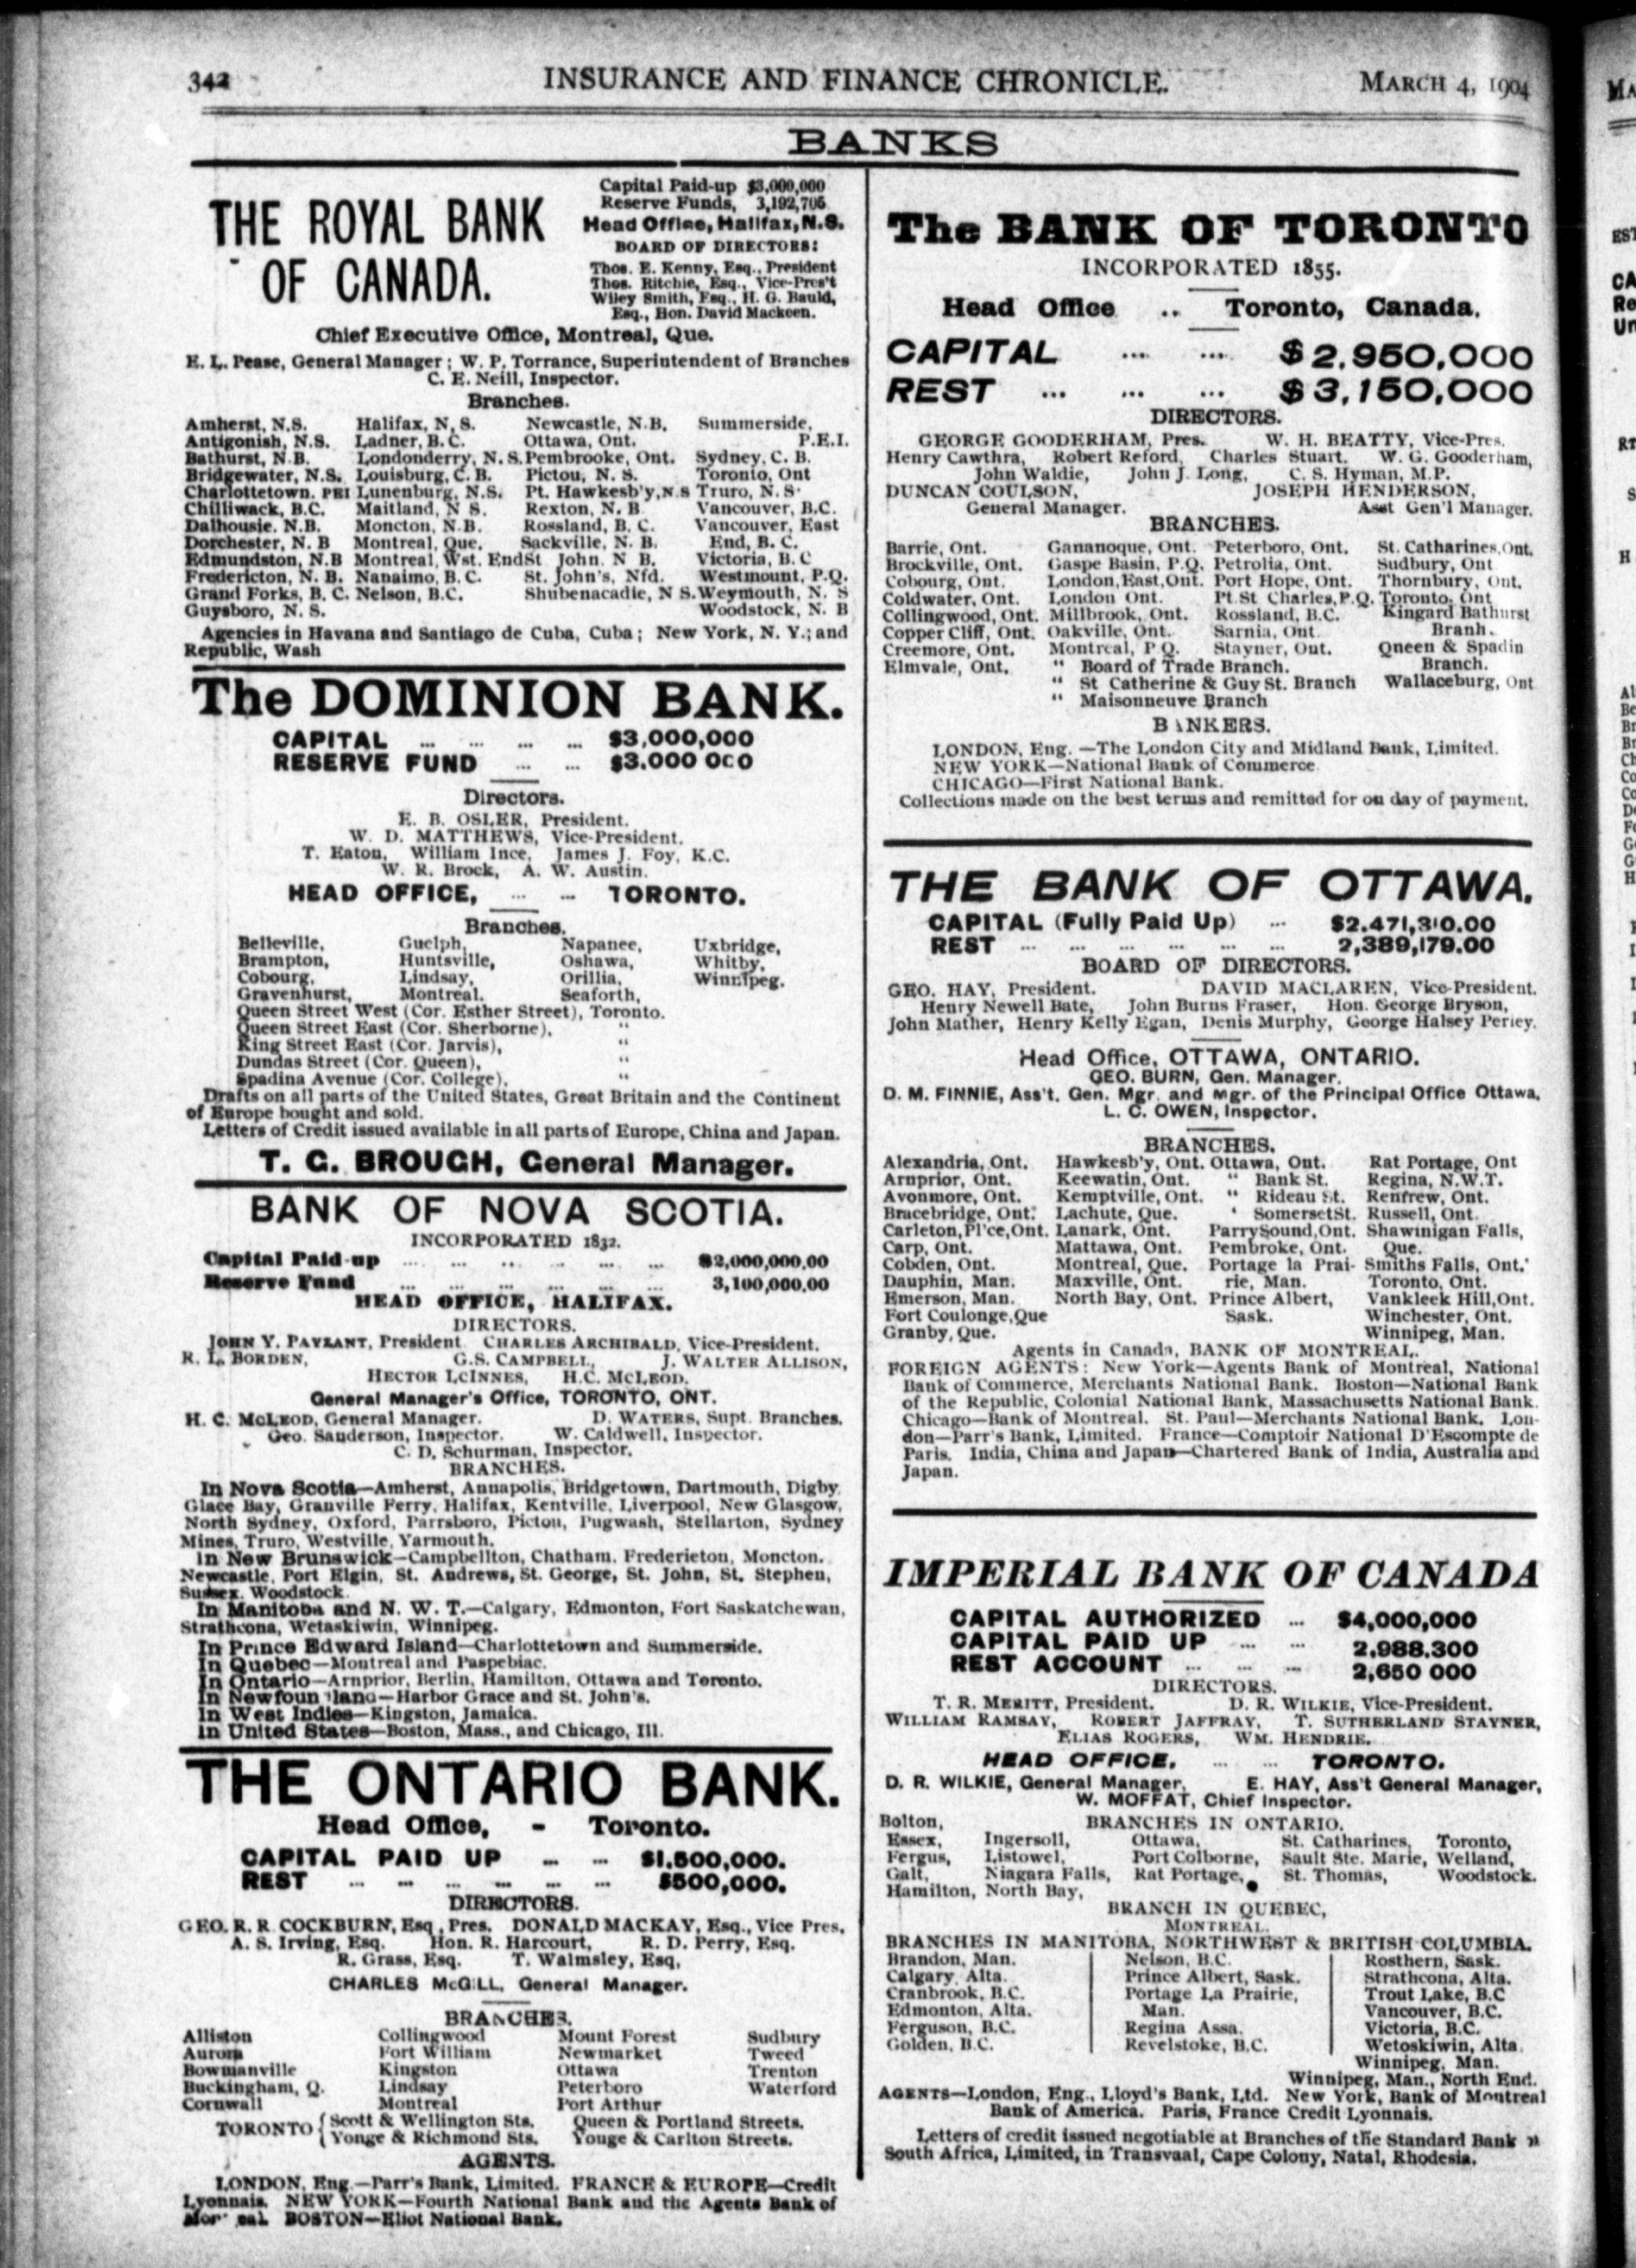 342
INSURANCE AND FINANCE CHRONICLE.
MARCH 4, 1904
BANKS
THE ROYAL BANK
OF CANADA.
Capital Paid-up $3,000,000
Reserve Funds, 3,192,705
Head Office, Halifax, N.S.
BOARD OF DIRECTORS:
Thos. E. Kenny, Esq., President
Thos. Ritchie, Esq., Vice-Pres't
Wiley Smith, Esq., H. G. Bauld,
Esq., Hon. David Mackeen.
Chief Executive Office, Montreal, Que.
E. L. Pease, General Manager; W. P. Torrance, Superintendent of Branches
C. E. Neill, Inspector.
Branches.
Amherst, N.S. Halifax, N. S. Newcastle, N.B. Summerside,
Antigonish, N.S. Ladner, B. C. Ottawa, Ont. P.E.I.
Bathurst, N.B. Londonderry, N. S. Pembrooke, Ont. Sydney, C. B.
Bridgewater, N.S. Louisburg, C. B. Pictou, N. S. Toronto, Ont
Charlottetown. PEI Lunenburg, N.S. Pt. Hawkesb'y, N.S Truro, N. S.
Chilliwack, B.C. Maitland, N S. Rexton, N. B Vancouver, B.C.
Dalhousie. N.B. Moncton, N.B. Rossland, B. C. Vancouver, East
Dorchester, N. B Montreal, Que. Sackville, N. B. End, B. C.
Edmundston, N.B Montreal, Wst. End St John. N B. Victoria, B. C
Fredericton, N. B. Nanaimo, B. C. St. John's, Nfd. Westmount, P.Q.
Grand Forks, B. C. Nelson, B.C. Shubenacadie, N S. Weymouth, N. S
Guysboro, N. S. Woodstock, N. B
Agencies in Havana and Santiago de Cuba, Cuba; New York, N. Y.; and
Republic, Wash
The DOMINION BANK.
CAPITAL ... ... ... ... $3,000,000
RESERVE FUND ... ... $3.000 000
Directors.
E. B. OSLER, President.
W. D. MATTHEWS, Vice-President.
T. Eaton, William Ince, James J. Foy, K.C.
W. R. Brock, A. W. Austin.
HEAD OFFICE, ... ... TORONTO.
Branches.
Belleville, Guelph, Napanee, Uxbridge,
Brampton, Huntsville, Oshawa, Whitby,
Cobourg, Lindsay, Orillia, Winnipeg.
Gravenhurst, Montreal. Seaforth,
Queen Street West (Cor. Esther Street), Toronto.
Queen Street East (Cor. Sherborne), "
King Street East (Cor. Jarvis), "
Dundas Street (Cor. Queen), "
Spadina Avenue (Cor. College), "
Drafts on all parts of the United States, Great Britain and the Continent
of Europe bought and sold.
Letters of Credit issued available in all parts of Europe, China and Japan.
T. G. BROUGH, General Manager.
BANK OF NOVA SCOTIA.
INCORPORATED 1832.
Capital Paid-up ... ... ... ... ... $2,000,000.00
Reserve Fund ... ... ... ... ... 3,100,000.00
HEAD OFFICE, HALIFAX.
DIRECTORS.
JOHN Y. PAYZANT, President CHARLES ARCHIBALD, Vice-President.
R. L. BORDEN, G.S. CAMPBELL, J. WALTER ALLISON,
HECTOR McINNES, H.C. McLEOD.
General Manager's Office, TORONTO, ONT.
H. C. McLEOD, General Manager. D. WATERS, Supt. Branches.
Geo. Sanderson, Inspector. W. Caldwell, Inspector.
C. D. Schurman, Inspector.
BRANCHES.
In Nova Scotia—Amherst, Annapolis, Bridgetown, Dartmouth, Digby
Glace Bay, Granville Ferry, Halifax, Kentville, Liverpool, New Glasgow,
North Sydney, Oxford, Parrsboro, Pictou, Pugwash, Stellarton, Sydney
Mines, Truro, Westville, Yarmouth.
In New Brunswick—Campbellton, Chatham, Fredericton, Moncton.
Newcastle, Port Elgin, St. Andrews, St. George, St. John, St. Stephen,
Sussex. Woodstock
In Manitoba and N. W. T.—Calgary, Edmonton, Fort Saskatchewan,
Strathcona, Wetaskiwin, Winnipeg.
In Prince Edward Island—Charlottetown and Summerside.
In Quebec—Montreal and Paspebiac.
In Ontario—Arnprior, Berlin, Hamilton, Ottawa and Toronto.
In Newfoundland—Harbor Grace and St. John's.
In West Indies—Kingston, Jamaica.
In United States—Boston, Mass., and Chicago, Ill.
THE ONTARIO BANK.
Head Office, - Toronto.
CAPITAL PAID UP ... ... $1,500,000.
REST ... ... ... ... ... $500,000.
DIRECTORS.
GEO. R. R. COCKBURN, Esq., Pres. DONALD MACKAY, Esq., Vice Pres.
A. S. Irving, Esq. Hon. R. Harcourt, R. D. Perry, Esq.
R. Grass, Esq. T. Walmsley, Esq,
CHARLES McGILL, General Manager.
BRANCHES.
Alliston Collingwood Mount Forest Sudbury
Aurora Fort William Newmarket Tweed
Bowmanville Kingston Ottawa Trenton
Buckingham, Q. Lindsay Peterboro Waterford
Cornwall Montreal Port Arthur
TORONTO { Scott & Wellington Sts. Queen & Portland Streets.
Yonge & Richmond Sts. Yonge & Carlton Streets.
AGENTS.
LONDON, Eng.—Parr's Bank, Limited. FRANCE & EUROPE—Credit
Lyonnais. NEW YORK—Fourth National Bank and the Agents Bank of
Montreal. BOSTON—Eliot National Bank.
The BANK OF TORONTO
INCORPORATED 1855.
Head Office .. Toronto, Canada.
CAPITAL ... ... $2,950,000
REST ... ... ... $3,150,000
DIRECTORS.
GEORGE GOODERHAM, Pres. W. H. BEATTY, Vice-Pres.
Henry Cawthra, Robert Reford, Charles Stuart. W. G. Gooderham,
John Waldie, John J. Long, C. S. Hyman, M.P.
DUNCAN COULSON, JOSEPH HENDERSON,
General Manager. Asst Gen'l Manager.
BRANCHES.
Barrie, Ont. Gananoque, Ont. Peterboro, Ont. St. Catharines, Ont.
Brockville, Ont. Gaspe Basin, P.Q. Petrolia, Ont. Sudbury, Ont
Cobourg, Ont. London, East, Ont. Port Hope, Ont. Thornbury, Ont.
Coldwater, Ont. London Ont. Pt. St Charles, P.Q. Toronto, Ont
Collingwood, Ont. Millbrook, Ont. Rossland, B.C. Kingard Bathurst
Copper Cliff, Ont. Oakville, Ont. Sarnia, Ont Branh.
Creemore, Ont. Montreal, P Q. Stayner, Ont. Qneen & Spadin
Elmvale, Ont. " Board of Trade Branch. Branch.
" St Catherine & Guy St. Branch Wallaceburg, Ont
" Maisonneuve Branch
BANKERS.
LONDON, Eng.—The London City and Midland Bank, Limited.
NEW YORK—National Bank of Commerce
CHICAGO—First National Bank.
Collections made on the best terms and remitted for on day of payment.
THE BANK OF OTTAWA.
CAPITAL (Fully Paid Up) ... $2.471,310.00
REST ... ... ... ... ... ... 2,389,179.00
BOARD OF DIRECTORS.
GEO. HAY, President. DAVID MACLAREN, Vice-President.
Henry Newell Bate, John Burns Fraser, Hon. George Bryson,
John Mather, Henry Kelly Egan, Denis Murphy, George Halsey Perley.
Head Office, OTTAWA, ONTARIO.
GEO. BURN, Gen. Manager.
D. M. FINNIE, Ass't. Gen. Mgr. and Mgr. of the Principal Office Ottawa,
L. C. OWEN, Inspector.
BRANCHES.
Alexandria, Ont. Hawkesb'y, Ont. Ottawa, Ont. Rat Portage, Ont
Arnprior, Ont. Keewatin, Ont. " Bank St. Regina, N.W.T.
Avonmore, Ont. Kemptville, Ont. " Rideau St. Renfrew, Ont.
Bracebridge, Ont. Lachute, Que. " Somerset St. Russell, Ont.
Carleton, Pl'ce, Ont. Lanark, Ont. Parry Sound, Ont. Shawinigan Falls,
Carp, Ont. Mattawa, Ont. Pembroke, Ont. Que.
Cobden, Ont. Montreal, Que. Portage la Prai- Smiths Falls, Ont.
Dauphin, Man. Maxville, Ont. rie, Man. Toronto, Ont.
Emerson, Man. North Bay, Ont. Prince Albert, Vankleek Hill, Ont.
Fort Coulonge, Que Sask. Winchester, Ont.
Granby, Que. Winnipeg, Man.
Agents in Canada, BANK OF MONTREAL.
FOREIGN AGENTS: New York—Agents Bank of Montreal, National
Bank of Commerce, Merchants National Bank. Boston—National Bank
of the Republic, Colonial National Bank, Massachusetts National Bank.
Chicago—Bank of Montreal. St. Paul—Merchants National Bank. Lon-
don—Parr's Bank, Limited. France—Comptoir National D'Escompte de
Paris. India, China and Japan—Chartered Bank of India, Australia and
Japan.
IMPERIAL BANK OF CANADA
CAPITAL AUTHORIZED ... $4,000,000
CAPITAL PAID UP ... ... 2,988.300
REST ACCOUNT ... ... ... 2,650 000
DIRECTORS.
T. R. MERITT, President. D. R. WILKIE, Vice-President.
WILLIAM RAMSAY, ROBERT JAFFRAY, T. SUTHERLAND STAYNER,
ELIAS ROGERS, WM. HENDRIE.
HEAD OFFICE, ... ... TORONTO.
D. R. WILKIE, General Manager, E. HAY, Ass't General Manager,
W. MOFFAT, Chief Inspector.
Bolton, BRANCHES IN ONTARIO.
Essex, Ingersoll, Ottawa, St. Catharines, Toronto,
Fergus, Listowel, Port Colborne, Sault Ste. Marie, Welland,
Galt, Niagara Falls, Rat Portage, St. Thomas, Woodstock.
Hamilton, North Bay,
BRANCH IN QUEBEC,
MONTREAL.
BRANCHES IN MANITOBA, NORTHWEST & BRITISH COLUMBIA.
Brandon, Man. Nelson, B.C. Rosthern, Sask.
Calgary, Alta. Prince Albert, Sask. Strathcona, Alta.
Cranbrook, B.C. Portage La Prairie, Trout Lake, B.C
Edmonton, Alta. Man. Vancouver, B.C.
Ferguson, B.C. Regina Assa. Victoria, B.C.
Golden, B.C. Revelstoke, B.C. Wetoskiwin, Alta.
Winnipeg, Man.
Winnipeg, Man., North End.
AGENTS—London, Eng., Lloyd's Bank, Ltd. New York, Bank of Montreal
Bank of America. Paris, France Credit Lyonnais.
Letters of credit issued negotiable at Branches of the Standard Bank
South Africa, Limited, in Transvaal, Cape Colony, Natal, Rhodesia.